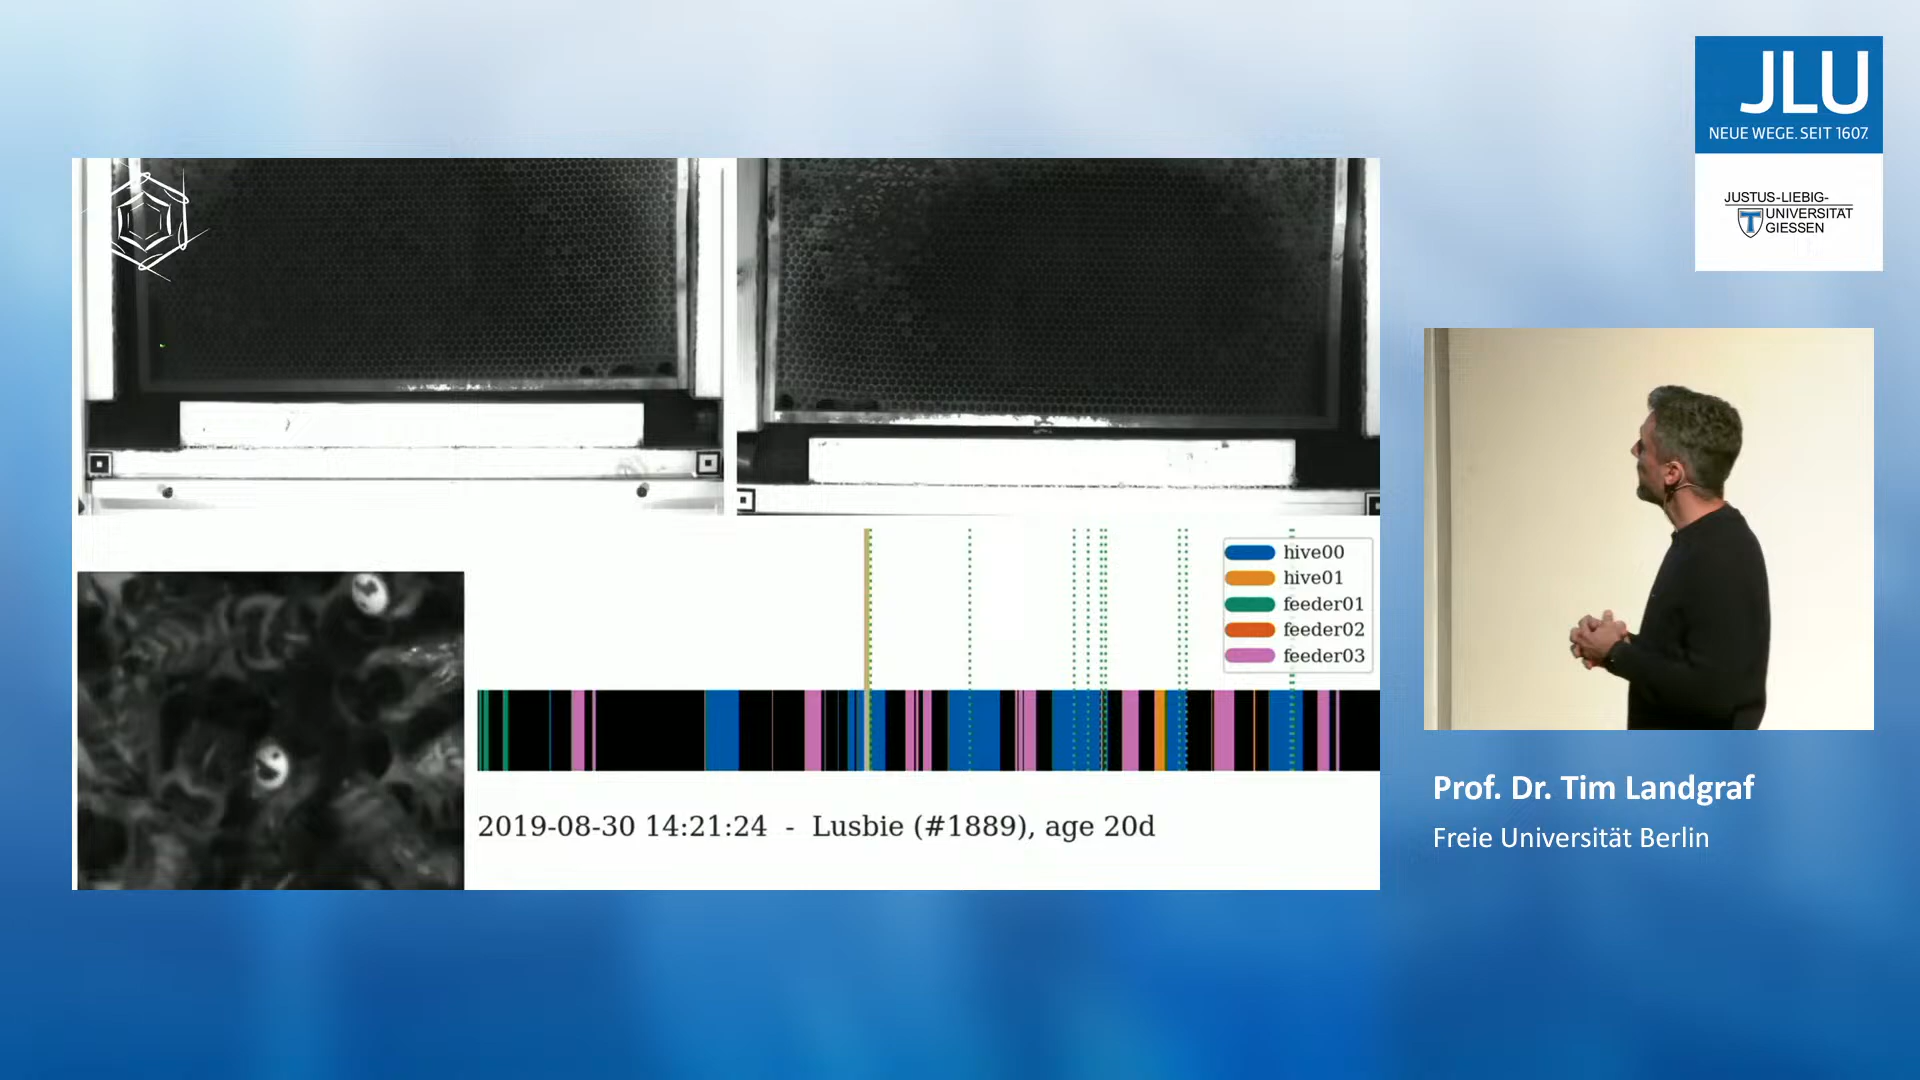 JLU
NEUE WEGE. SEIT 1607.
JUSTUS-LIEBIG-
UNIVERSITÄT
GIESSEN
hive00
hive01
feeder01
feeder02
feeder03
2019-08-30 14:21:24 - Lusbie (#1889), age 20d
Prof. Dr. Tim Landgraf
Freie Universität Berlin